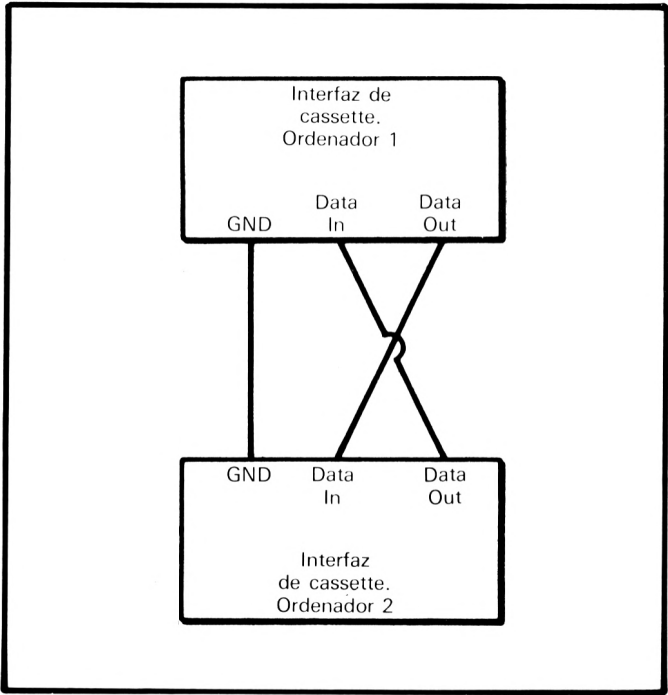 Interfaz de
cassette.
Ordenador 1
Data Data
GND In Out
GND Data Data
In Out
Interfaz
de cassette.
Ordenador 2